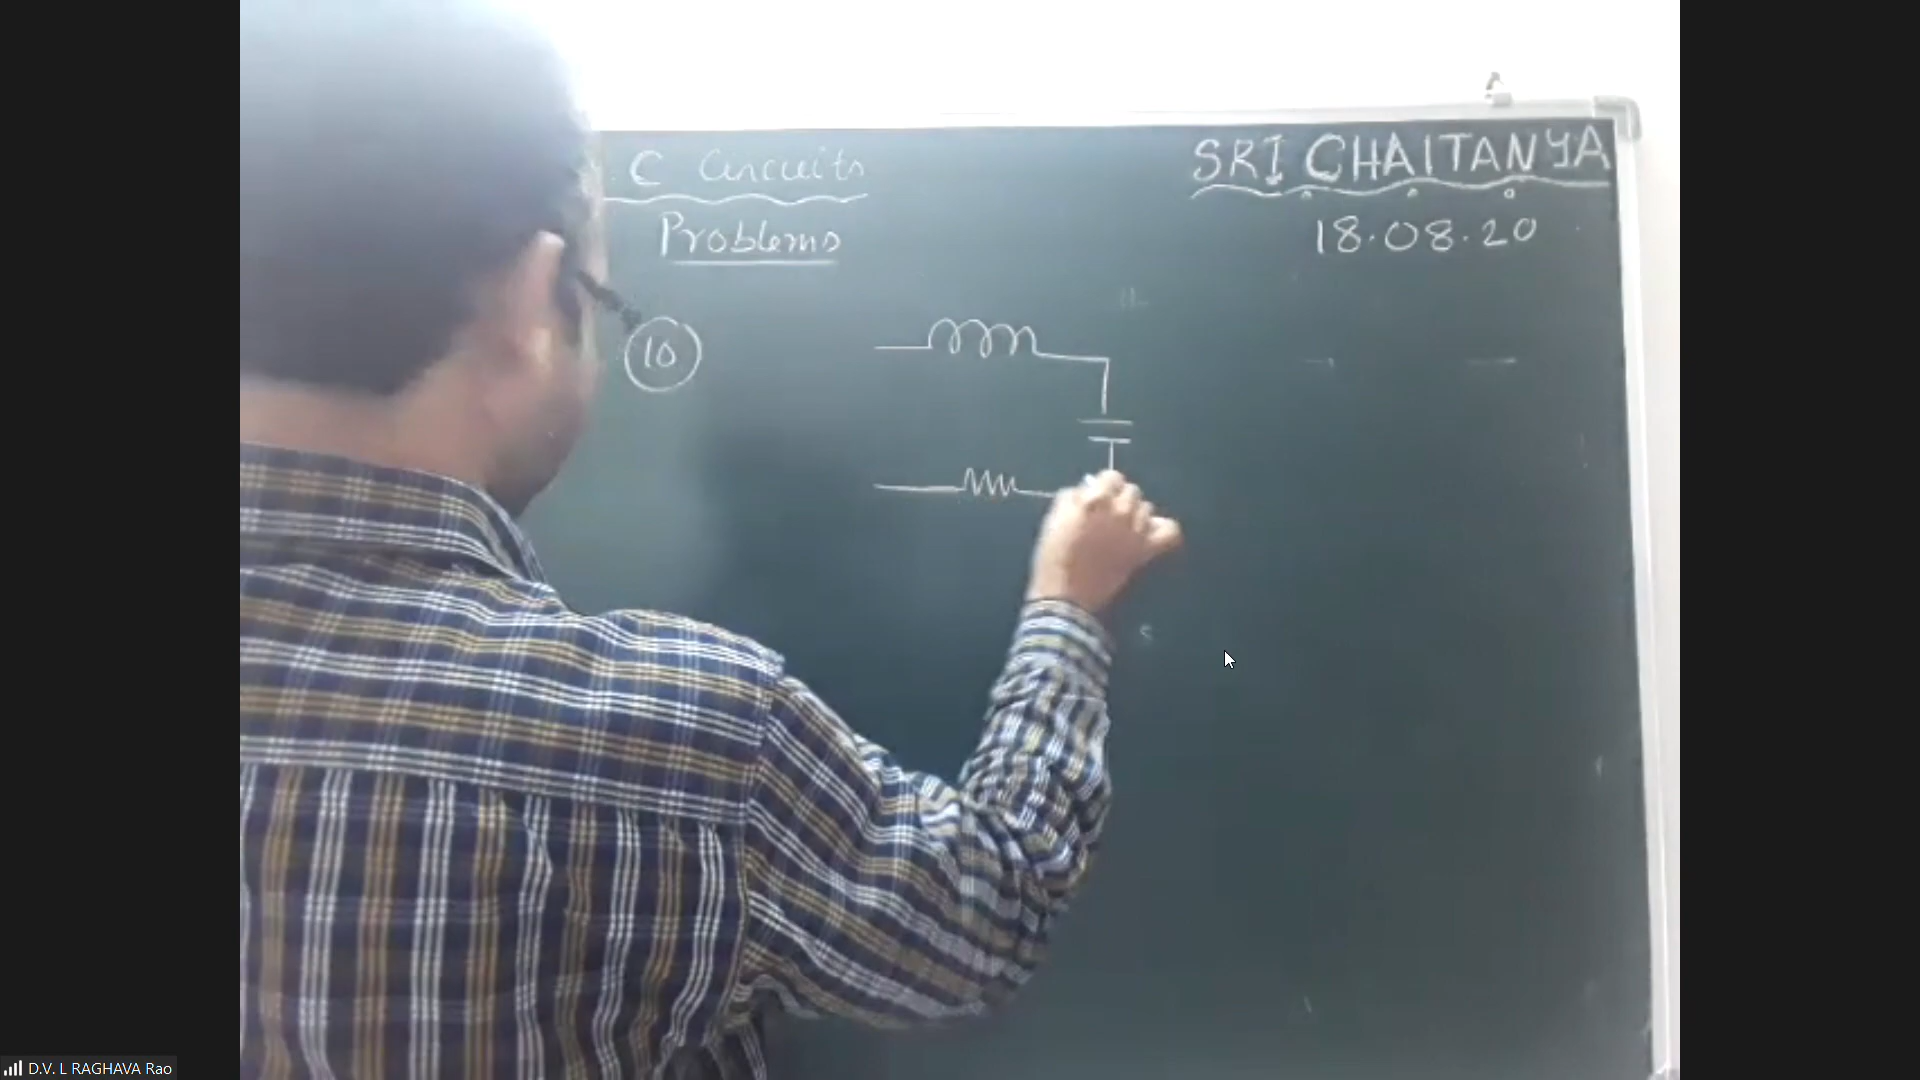 . C Circuits
SRI CHAITANYA
Problems
18.08.20
10
D.V. L RAGHAVA Rao